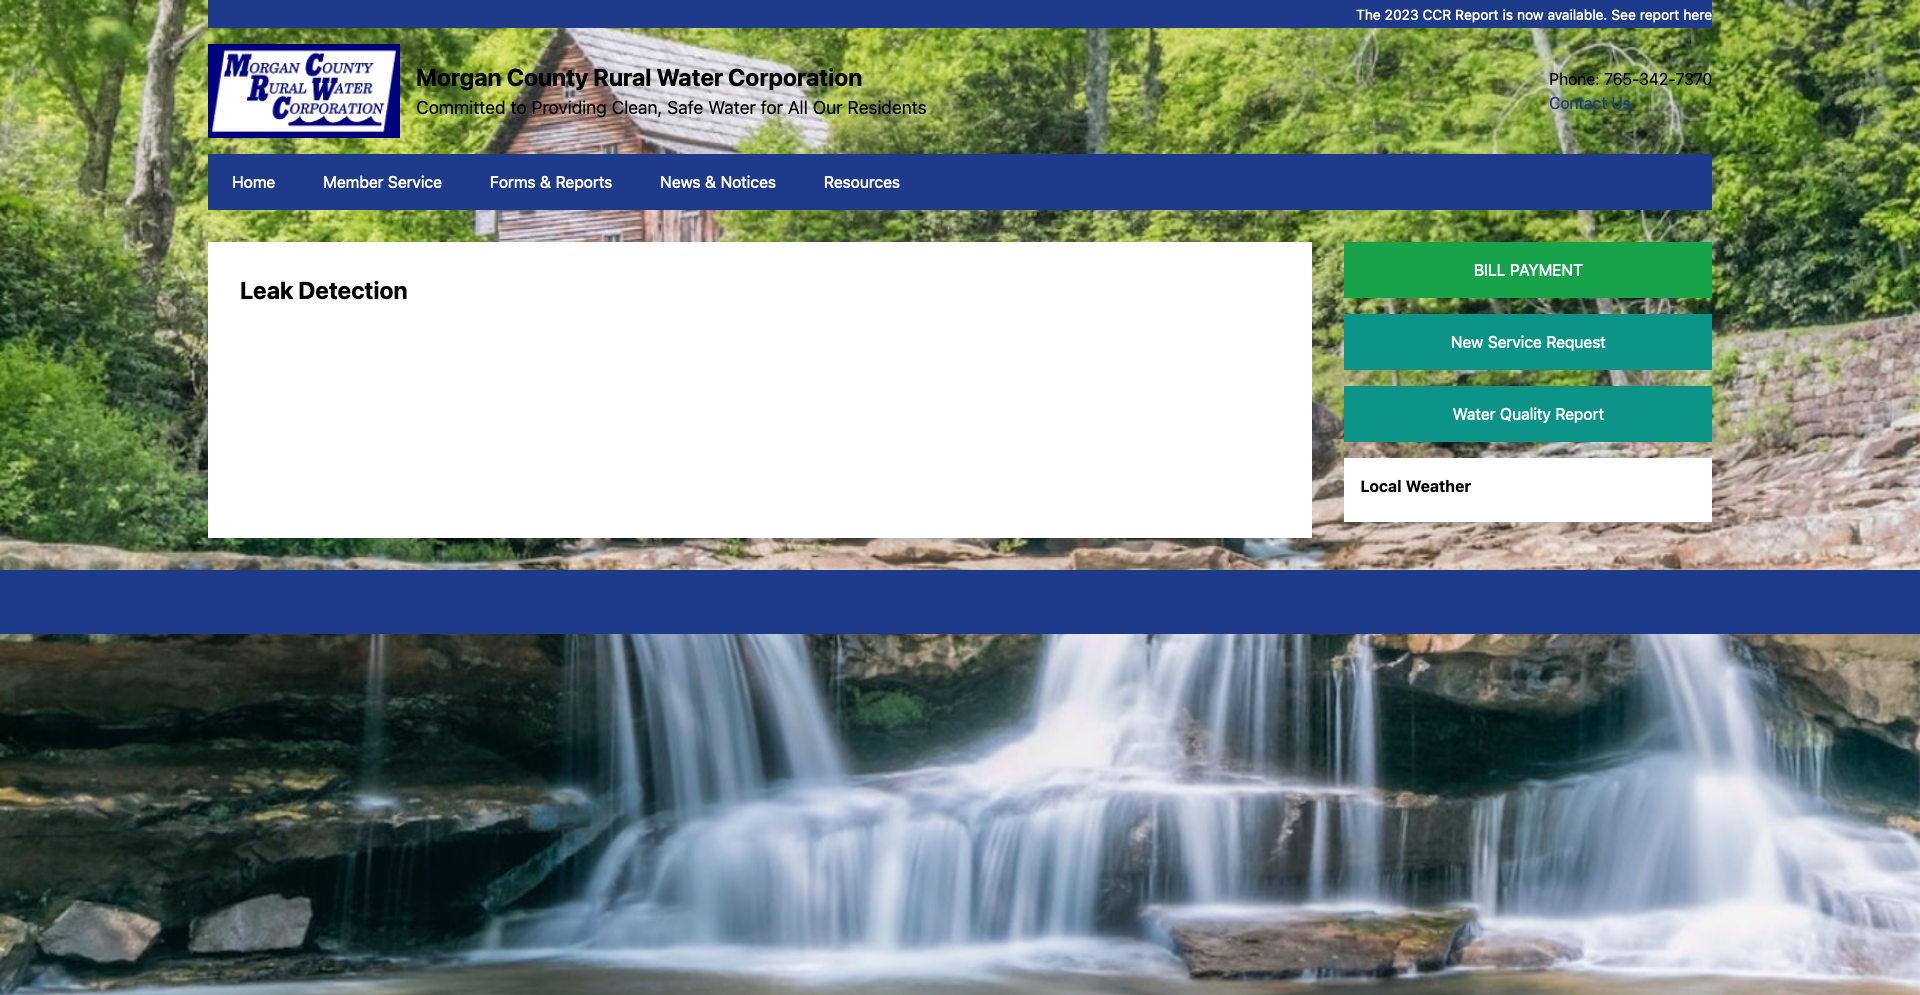 The 2023 CCR Report is now available. See report here
MORGAN COUNTY
RURAL WATER
CORPORATION
Morgan County Rural Water Corporation
Committed to Providing Clean, Safe Water for All Our Residents
Phone: 765-342-7370
Contact Us
Home
Member Service
Forms & Reports
News & Notices
Resources
Leak Detection
BILL PAYMENT
New Service Request
Water Quality Report
Local Weather